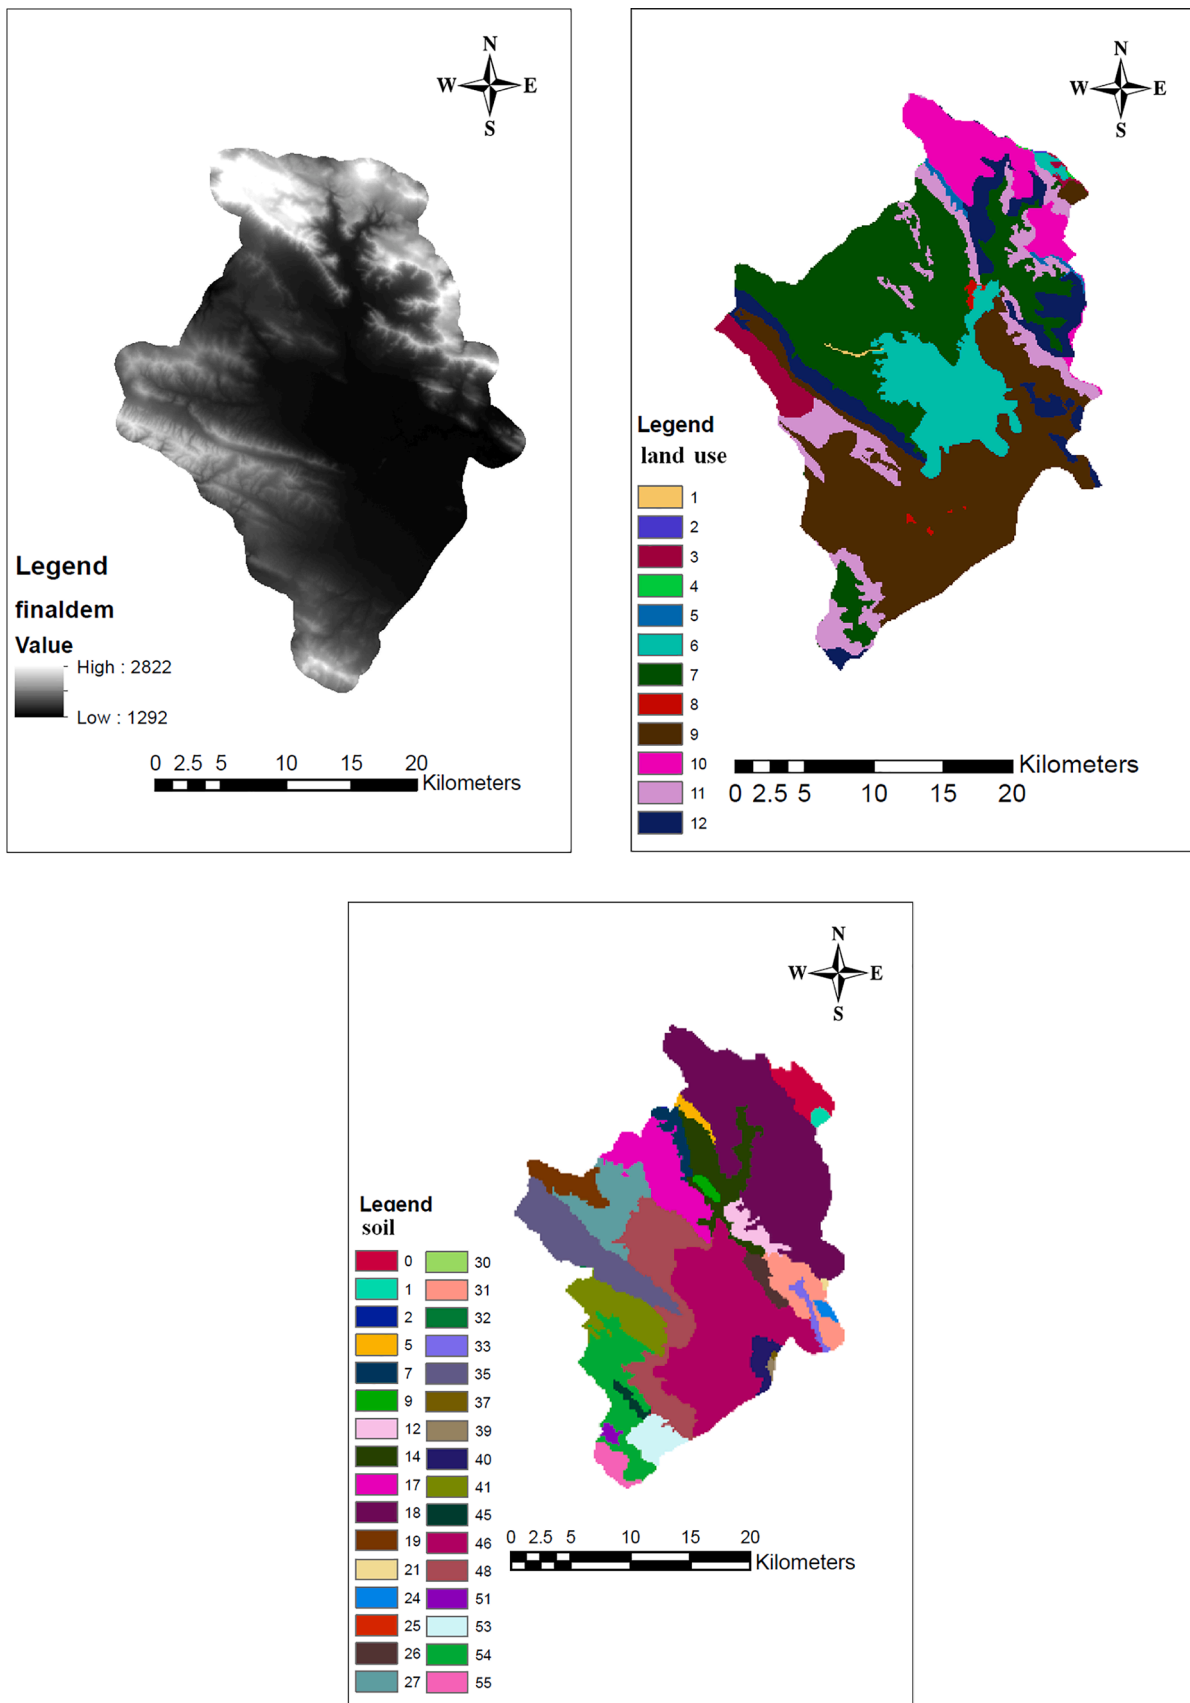 N
W E
S
Legend
finaldem
Value
High : 2822
Low : 1292
0 2.5 5 10 15 20
Kilometers
N
W E
S
Legend
land use
1
2
3
4
5
6
7
8
9
10
11
12
Kilometers
0 2.5 5 10 15 20
N
W E
S
Legend
soil
0 30
1 31
2 32
5 33
7 35
9 37
12 39
14 40
17 41
18 45
19 46
21 48
24 51
25 53
26 54
27 55
0 2.5 5 10 15 20
Kilometers